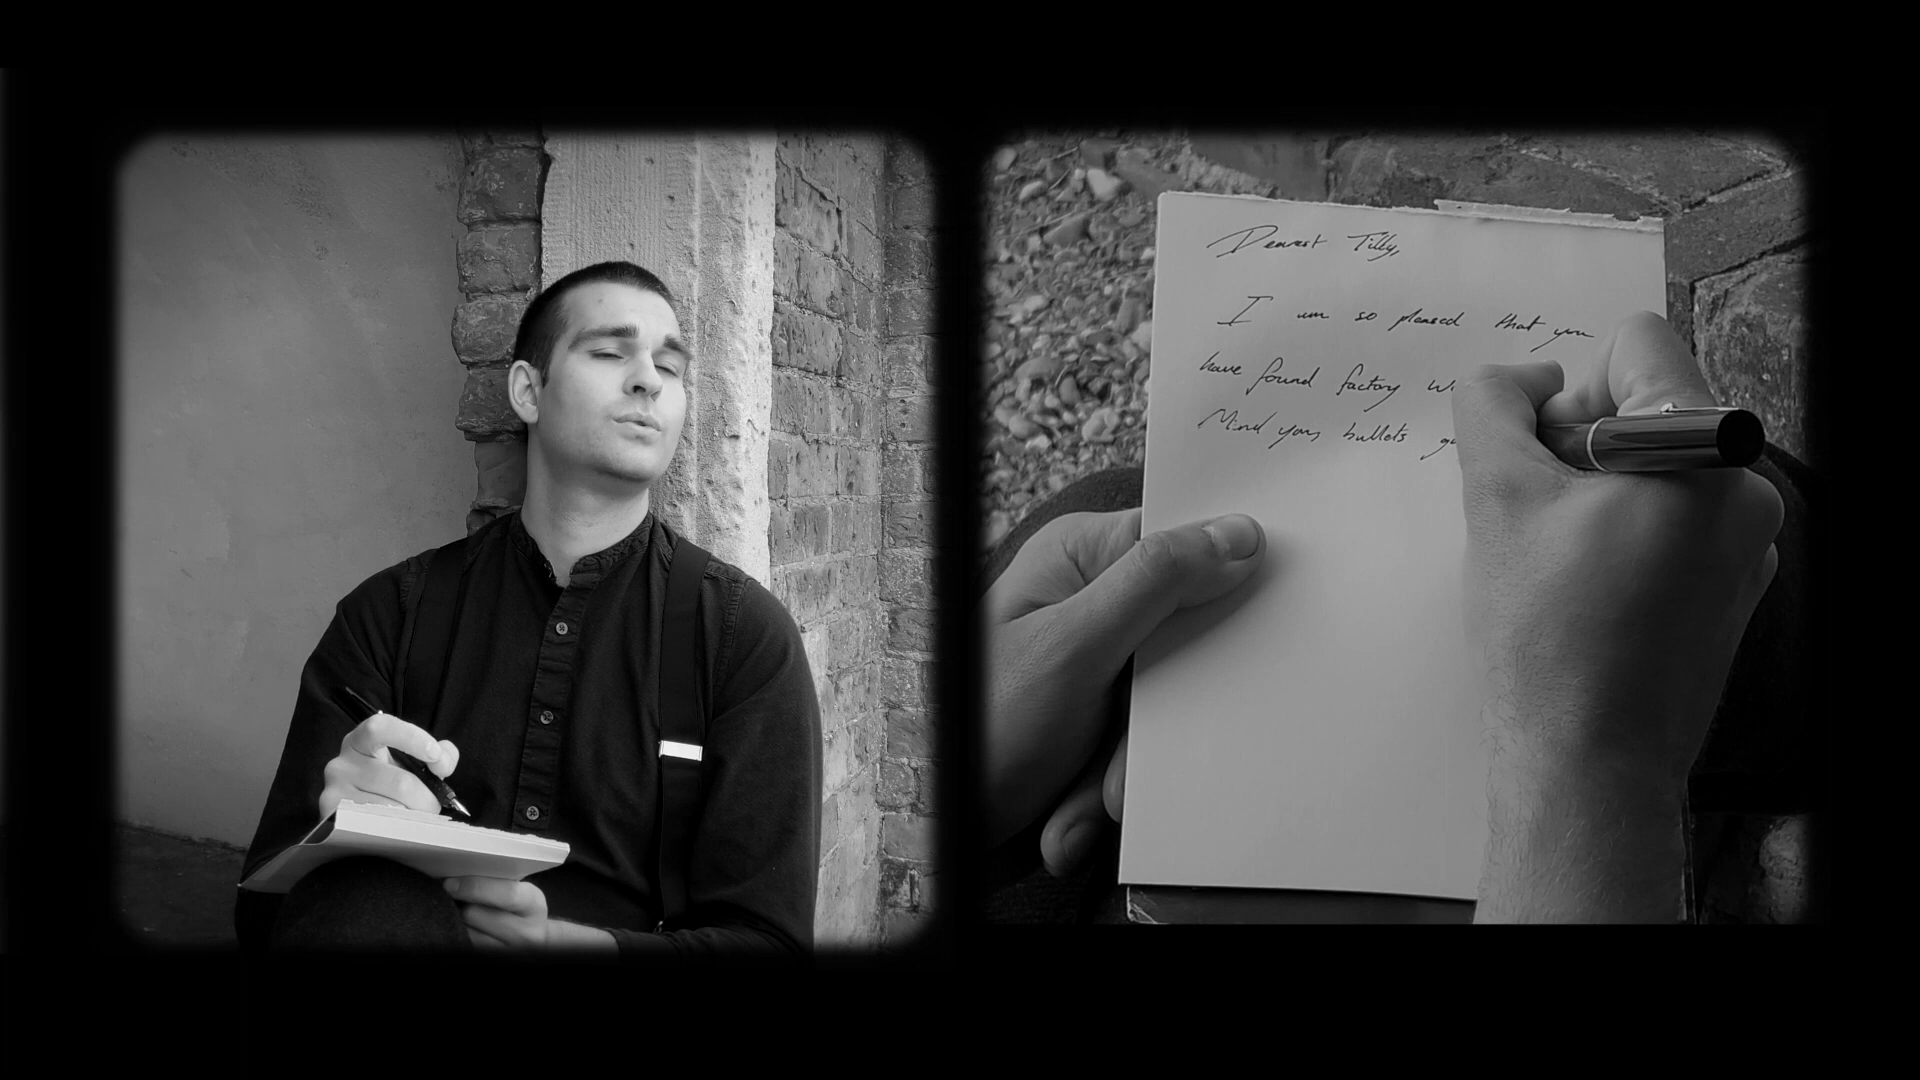 Dearest Tilly,
I am so pleased that you
have found factory
Mind your bullets